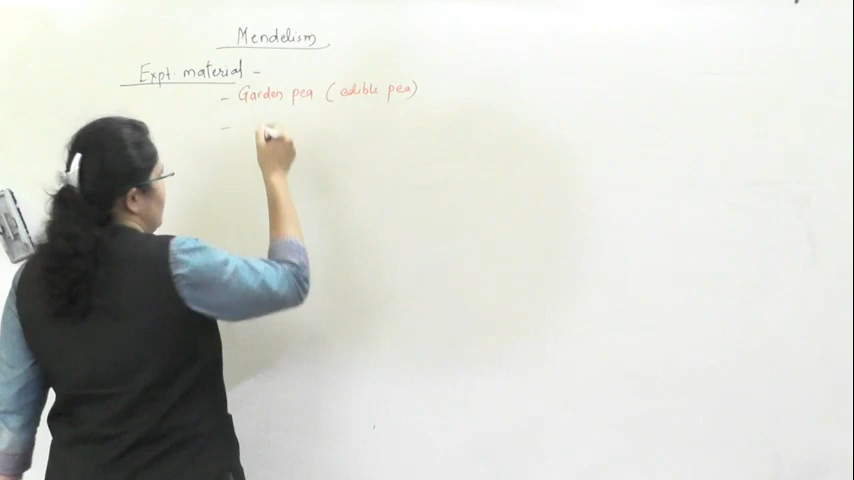 Mendelism
Expt. material -
- Garden pea (edible pea)
-